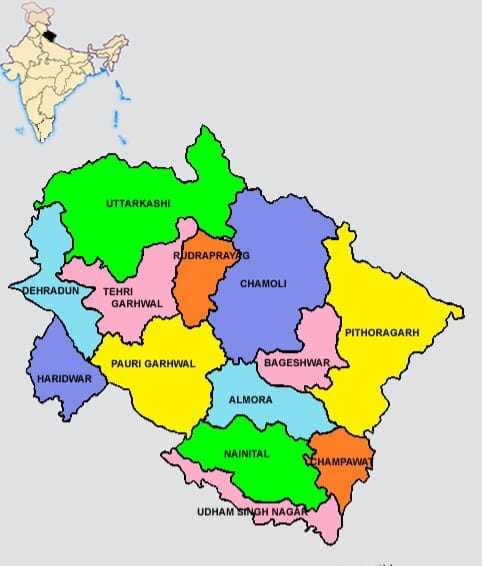 UTTARKASHI
RUDRAPRAYAG
CHAMOLI
DEHRADUN
TEHRI
GARHWAL
PITHORAGARH
PAURI GARHWAL
BAGESHWAR
HARIDWAR
ALMORA
NAINITAL
CHAMPAWAT
UDHAM SINGH NAGAR